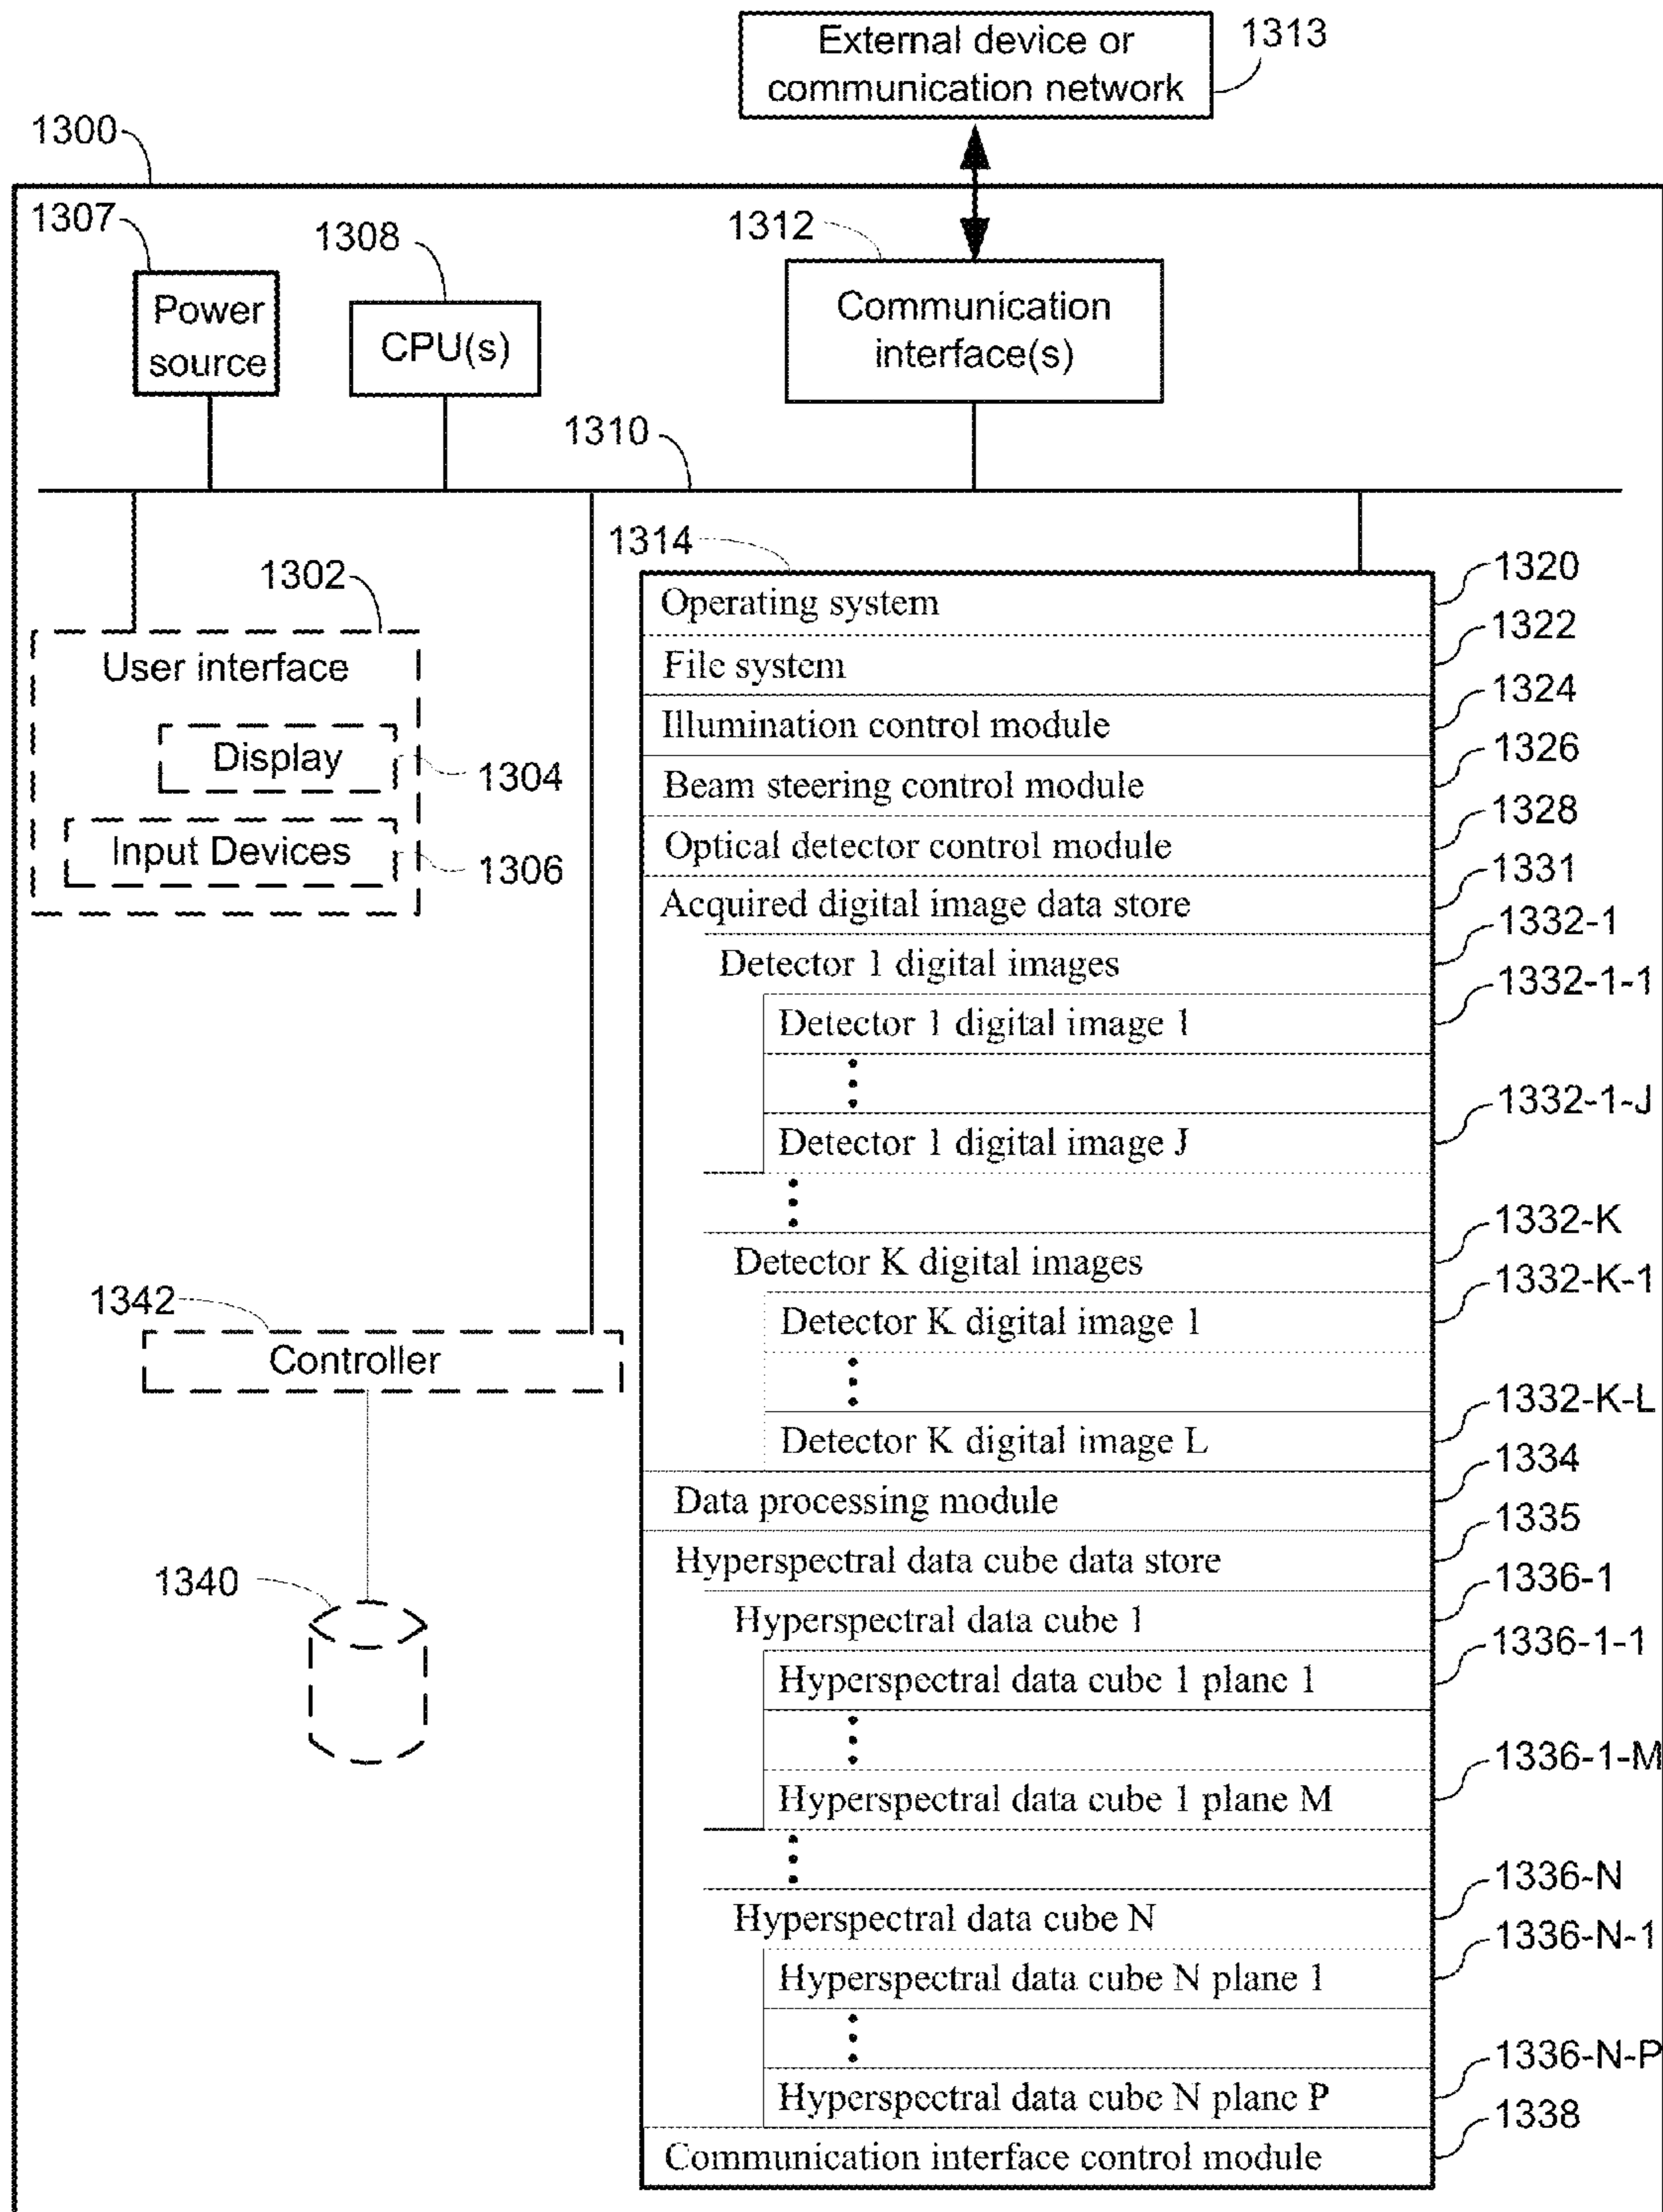 External device or
communication network
1313
1300
1307
1308
1312
Power
source
CPU(s)
Communication
interface(s)
1310
1314
1302
User interface
Display
1304
Input Devices
1306
Operating system
1320
File system
1322
Illumination control module
1324
Beam steering control module
1326
Optical detector control module
1328
Acquired digital image data store
1331
Detector 1 digital images
1332-1
Detector 1 digital image 1
1332-1-1
Detector 1 digital image J
1332-1-J
Detector K digital images
1332-K
Detector K digital image 1
1332-K-1
Detector K digital image L
1332-K-L
1342
Controller
1340
Data processing module
1334
Hyperspectral data cube data store
1335
Hyperspectral data cube 1
1336-1
Hyperspectral data cube 1 plane 1
1336-1-1
Hyperspectral data cube 1 plane M
1336-1-M
Hyperspectral data cube N
1336-N
Hyperspectral data cube N plane 1
1336-N-1
Hyperspectral data cube N plane P
1336-N-P
Communication interface control module
1338